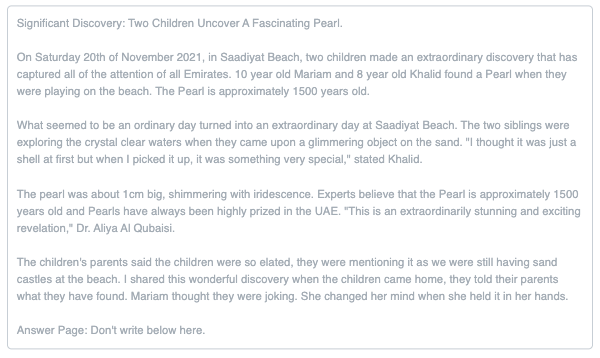 Significant Discovery: Two Children Uncover A Fascinating Pearl.
On Saturday 20th of November 2021, in Saadiyat Beach, two children made an extraordinary discovery that has
captured all of the attention of all Emirates. 10 year old Mariam and 8 year old Khalid found a Pearl when they
were playing on the beach. The Pearl is approximately 1500 years old.
What seemed to be an ordinary day turned into an extraordinary day at Saadiyat Beach. The two siblings were
exploring the crystal clear waters when they came upon a glimmering object on the sand. "I thought it was just a
shell at first but when I picked it up, it was something very special," stated Khalid.
The pearl was about 1cm big, shimmering with iridescence. Experts believe that the Pearl is approximately 1500
years old and Pearls have always been highly prized in the UAE. "This is an extraordinarily stunning and exciting
revelation," Dr. Aliya Al Qubaisi.
The children's parents said the children were so elated, they were mentioning it as we were still having sand
castles at the beach. I shared this wonderful discovery when the children came home, they told their parents
what they have found. Mariam thought they were joking. She changed her mind when she held it in her hands.
Answer Page: Don't write below here.